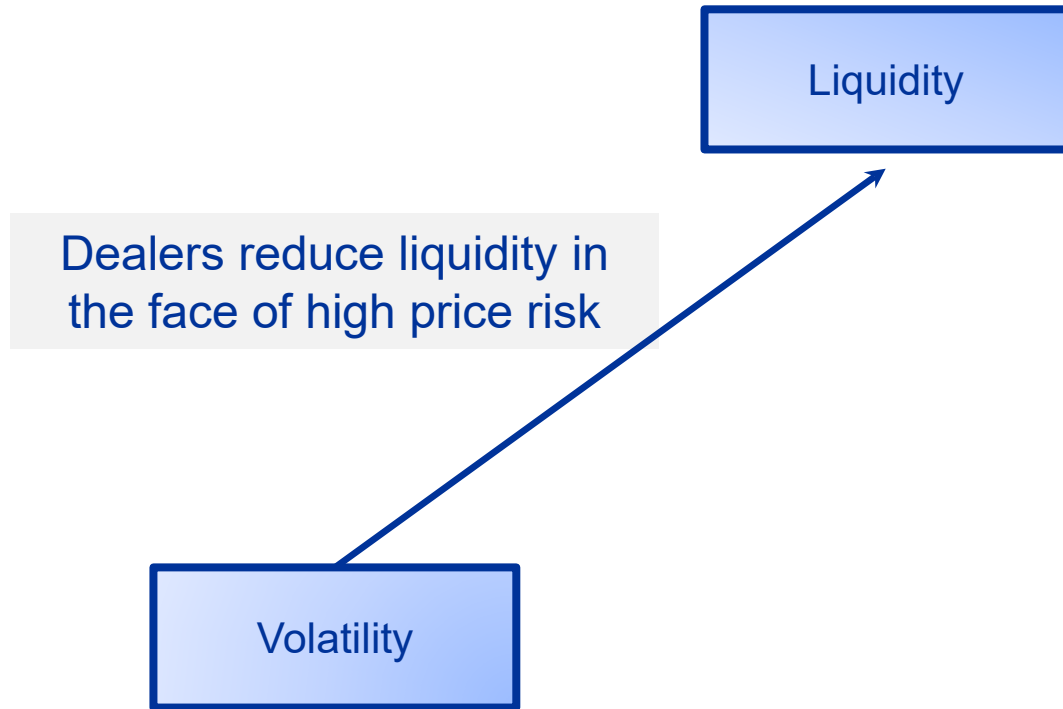 Liquidity
Dealers reduce liquidity in
the face of high price risk
Volatility